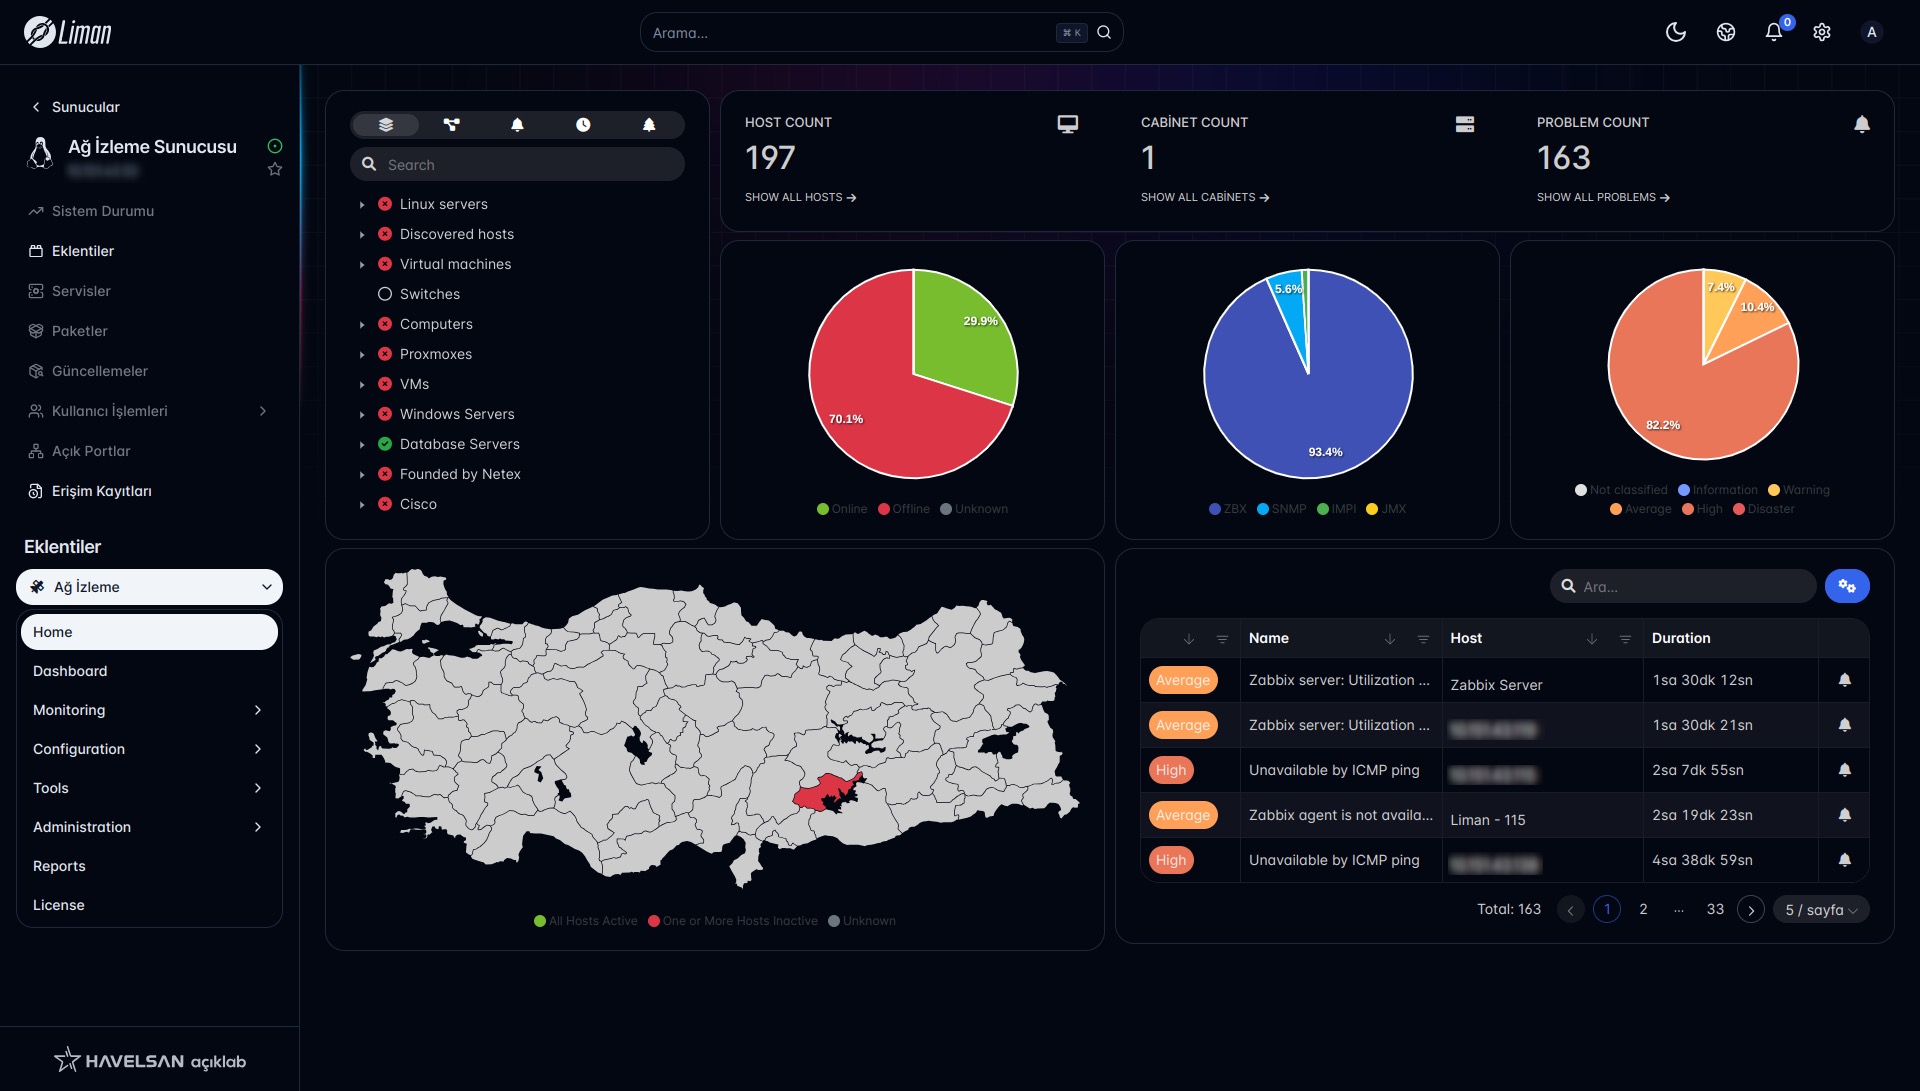 Liman
Arama...
⌘ K
0
A
Sunucular
Ağ İzleme Sunucusu
Sistem Durumu
Eklentiler
Servisler
Paketler
Güncellemeler
Kullanıcı İşlemleri
Açık Portlar
Erişim Kayıtları
Eklentiler
Ağ İzleme
Home
Dashboard
Monitoring
Configuration
Tools
Administration
Reports
License
HAVELSAN açıklab
Search
Linux servers
Discovered hosts
Virtual machines
Switches
Computers
Proxmoxes
VMs
Windows Servers
Database Servers
Founded by Netex
Cisco
HOST COUNT
197
SHOW ALL HOSTS →
CABİNET COUNT
1
SHOW ALL CABİNETS →
PROBLEM COUNT
163
SHOW ALL PROBLEMS →
29.9%
70.1%
Online Offline Unknown
5.6%
93.4%
ZBX SNMP IMPI JMX
7.4%
10.4%
82.2%
Not classified Information Warning
Average High Disaster
All Hosts Active One or More Hosts Inactive Unknown
Ara...
Name Host Duration
Average Zabbix server: Utilization ... Zabbix Server 1sa 30dk 12sn
Average Zabbix server: Utilization ... 1sa 30dk 21sn
High Unavailable by ICMP ping 2sa 7dk 55sn
Average Zabbix agent is not availa... Liman - 115 2sa 19dk 23sn
High Unavailable by ICMP ping 4sa 38dk 59sn
Total: 163 1 2 ... 33 5 / sayfa